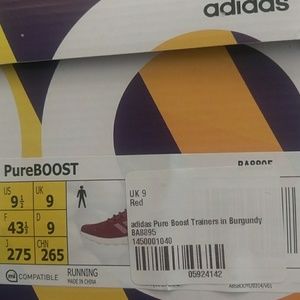 adidas
PureBOOST
BA8895
US UK
9½ 9
F D
43⅓ 9
J CHN
275 265
mi COMPATIBLE
RUNNING
MADE IN CHINA
UK 9
Red
adidas Pure Boost Trainers in Burgundy
BA8895
1450001040
05924142